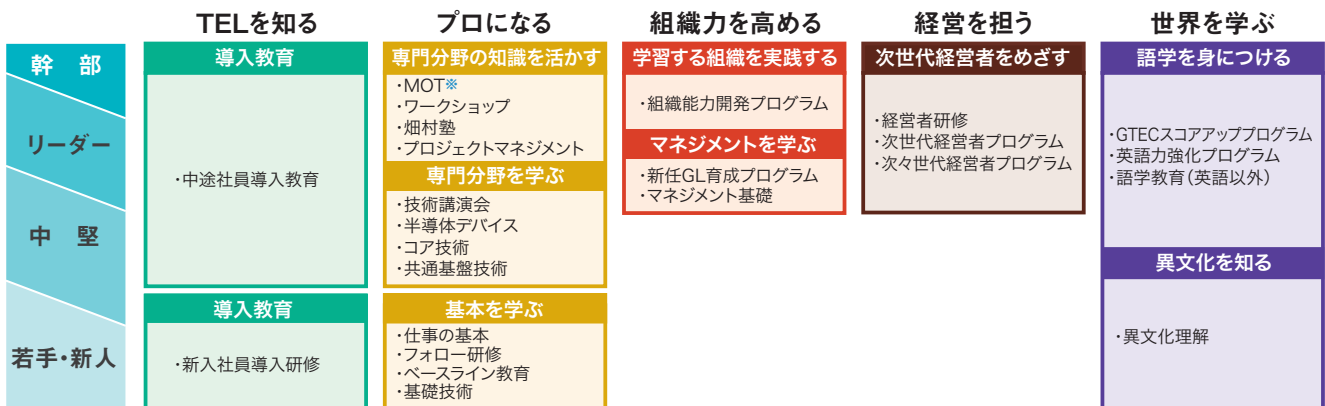 TELを知る
プロになる
組織力を高める
経営を担う
世界を学ぶ
幹 部
リーダー
中 堅
若手・新人
導入教育
・中途社員導入教育
導入教育
・新入社員導入研修
専門分野の知識を活かす
・MOT※
・ワークショップ
・畑村塾
・プロジェクトマネジメント
専門分野を学ぶ
・技術講演会
・半導体デバイス
・コア技術
・共通基盤技術
基本を学ぶ
・仕事の基本
・フォロー研修
・ベースライン教育
・基礎技術
学習する組織を実践する
・組織能力開発プログラム
マネジメントを学ぶ
・新任GL育成プログラム
・マネジメント基礎
次世代経営者をめざす
・経営者研修
・次世代経営者プログラム
・次々世代経営者プログラム
語学を身につける
・GTECスコアアッププログラム
・英語力強化プログラム
・語学教育（英語以外）
異文化を知る
・異文化理解